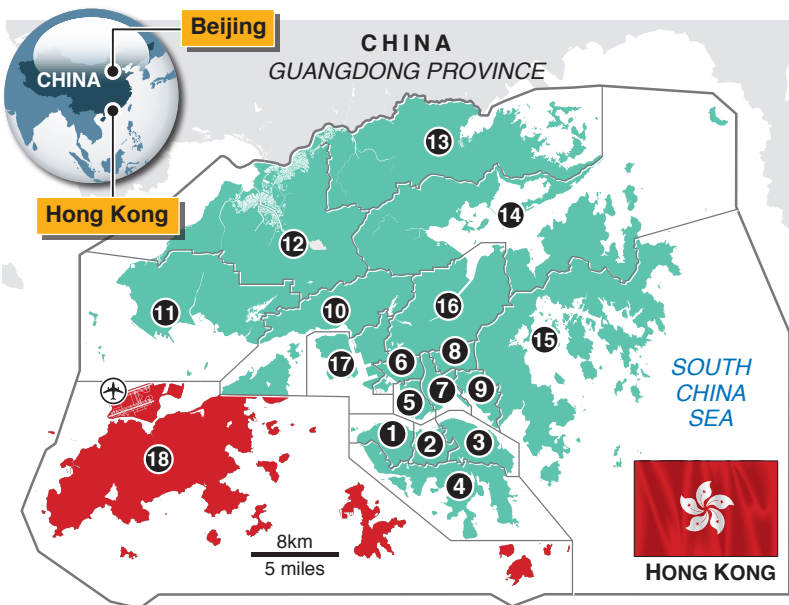 Beijing
CHINA
GUANGDONG PROVINCE
CHINA
Hong Kong
13
14
12
11
10
16
15
17
6
8
7
9
5
SOUTH
CHINA
SEA
1
2
3
18
4
8km
5 miles
HONG KONG